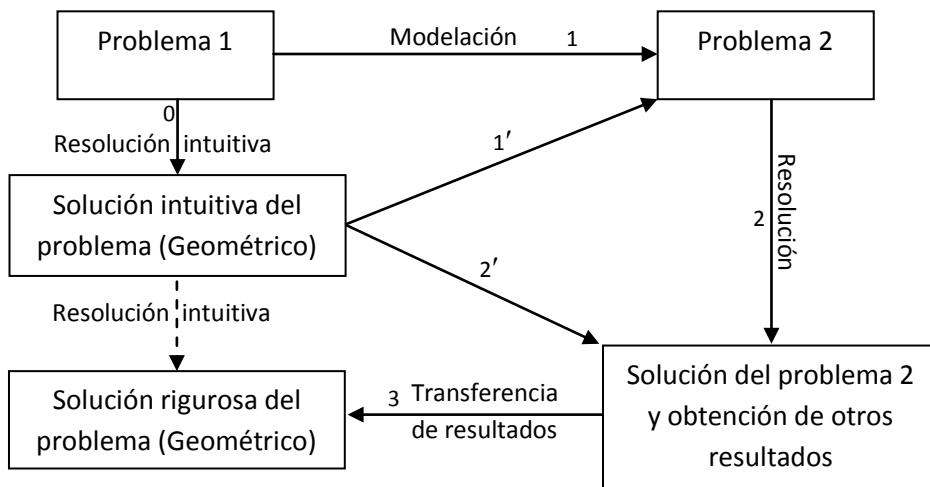 Problema 1
Modelación
1
Problema 2
0
Resolución intuitiva
1′
Solución intuitiva del
problema (Geométrico)
2
Resolución
2′
Resolución intuitiva
Solución rigurosa del
problema (Geométrico)
3
Transferencia
de resultados
Solución del problema 2
y obtención de otros
resultados